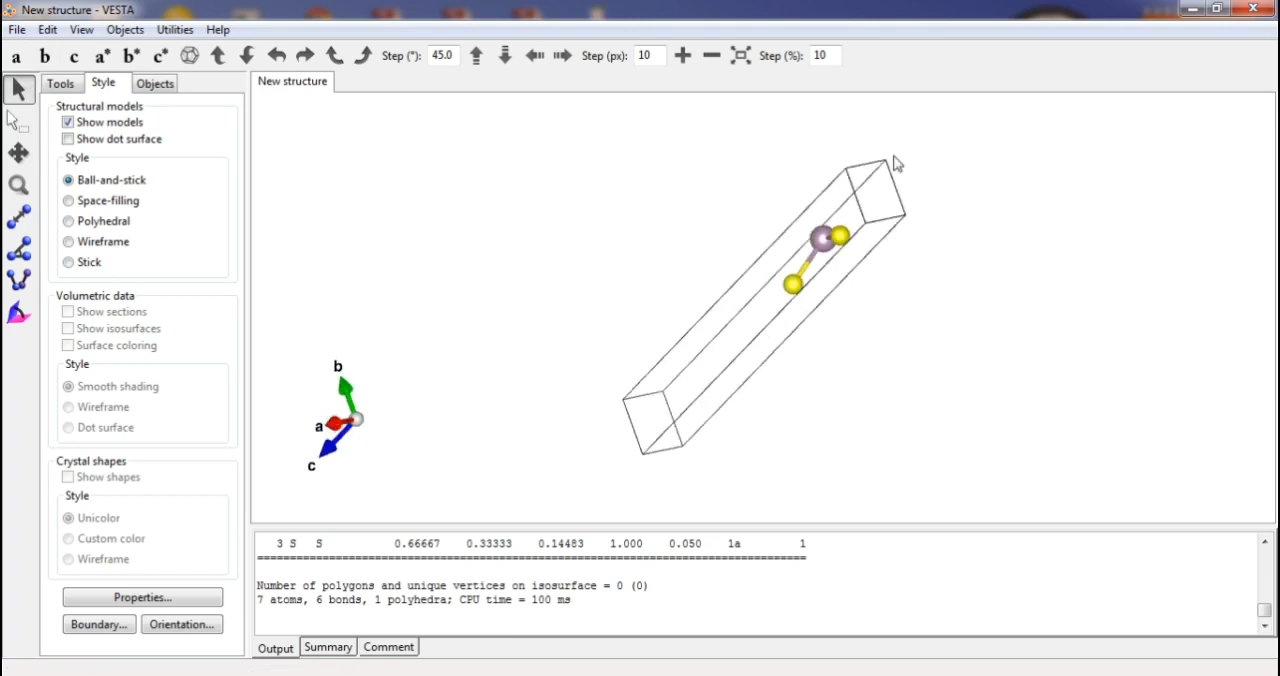 New structure - VESTA
File Edit View Objects Utilities Help
a b c a* b* c* Step (°): 45.0 Step (px): 10 Step (%): 10
Tools Style Objects
New structure
Structural models
Show models
Show dot surface
Style
Ball-and-stick
Space-filling
Polyhedral
Wireframe
Stick
Volumetric data
Show sections
Show isosurfaces
Surface coloring
Style
Smooth shading
Wireframe
Dot surface
Crystal shapes
Show shapes
Style
Unicolor
Custom color
Wireframe
Properties...
Boundary... Orientation...
b
a
c
3 S S 0.66667 0.33333 0.14483 1.000 0.050 1a 1
================================================================================
Number of polygons and unique vertices on isosurface = 0 (0)
7 atoms, 6 bonds, 1 polyhedra; CPU time = 100 ms
Output Summary Comment